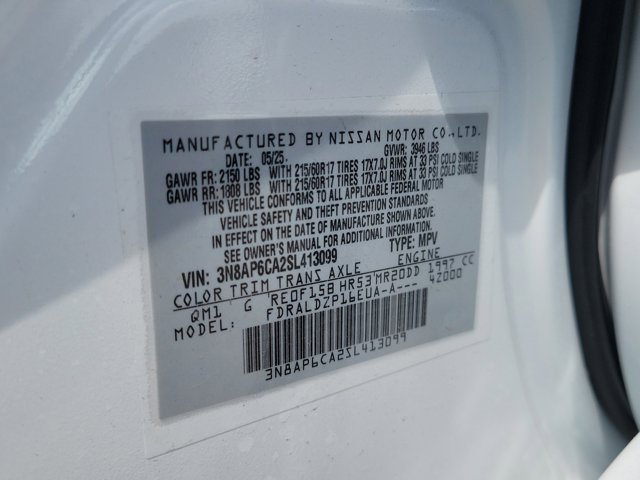 MANUFACTURED BY NISSAN MOTOR CO.,LTD.
DATE: 05/25. GVWR: 3946 LBS
GAWR FR: 2150 LBS WITH 215/60R17 TIRES 17X7.0J RIMS AT 33 PSI COLD SINGLE
GAWR RR: 1808 LBS WITH 215/60R17 TIRES 17X7.0J RIMS AT 33 PSI COLD SINGLE
THIS VEHICLE CONFORMS TO ALL APPLICABLE FEDERAL MOTOR
VEHICLE SAFETY AND THEFT PREVENTION STANDARDS
IN EFFECT ON THE DATE OF MANUFACTURE SHOWN ABOVE.
SEE OWNER'S MANUAL FOR ADDITIONAL INFORMATION.
VIN: 3N8AP6CA2SL413099 TYPE: MPV
COLOR TRIM TRANS AXLE ENGINE
QM1 G RE0F15B HR53 MR20DD 1997 CC
MODEL: FDRALDZP16EUA-A--- 42000
3N8AP6CA2SL413099